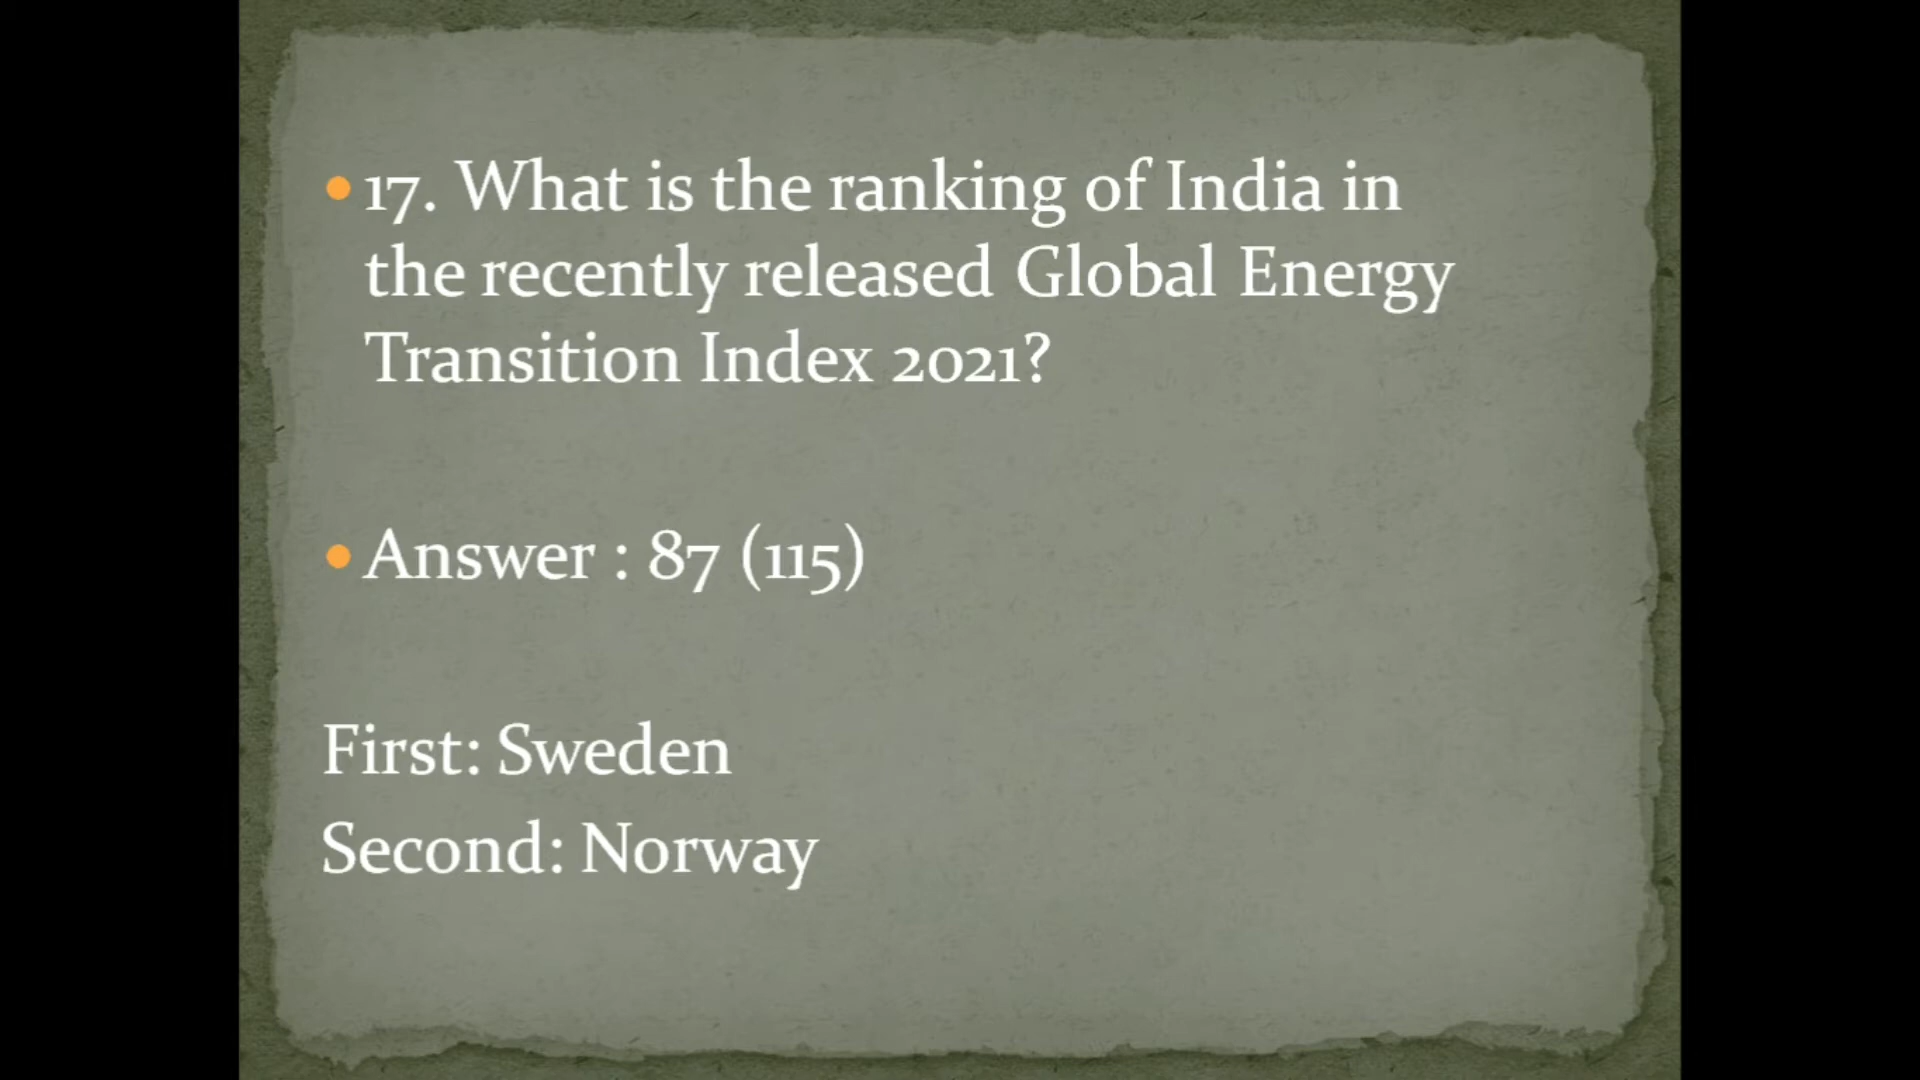 • 17. What is the ranking of India in
the recently released Global Energy
Transition Index 2021?
• Answer : 87 (115)
First: Sweden
Second: Norway